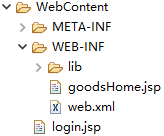 WebContent
META-INF
WEB-INF
lib
goodsHome.jsp
web.xml
login.jsp